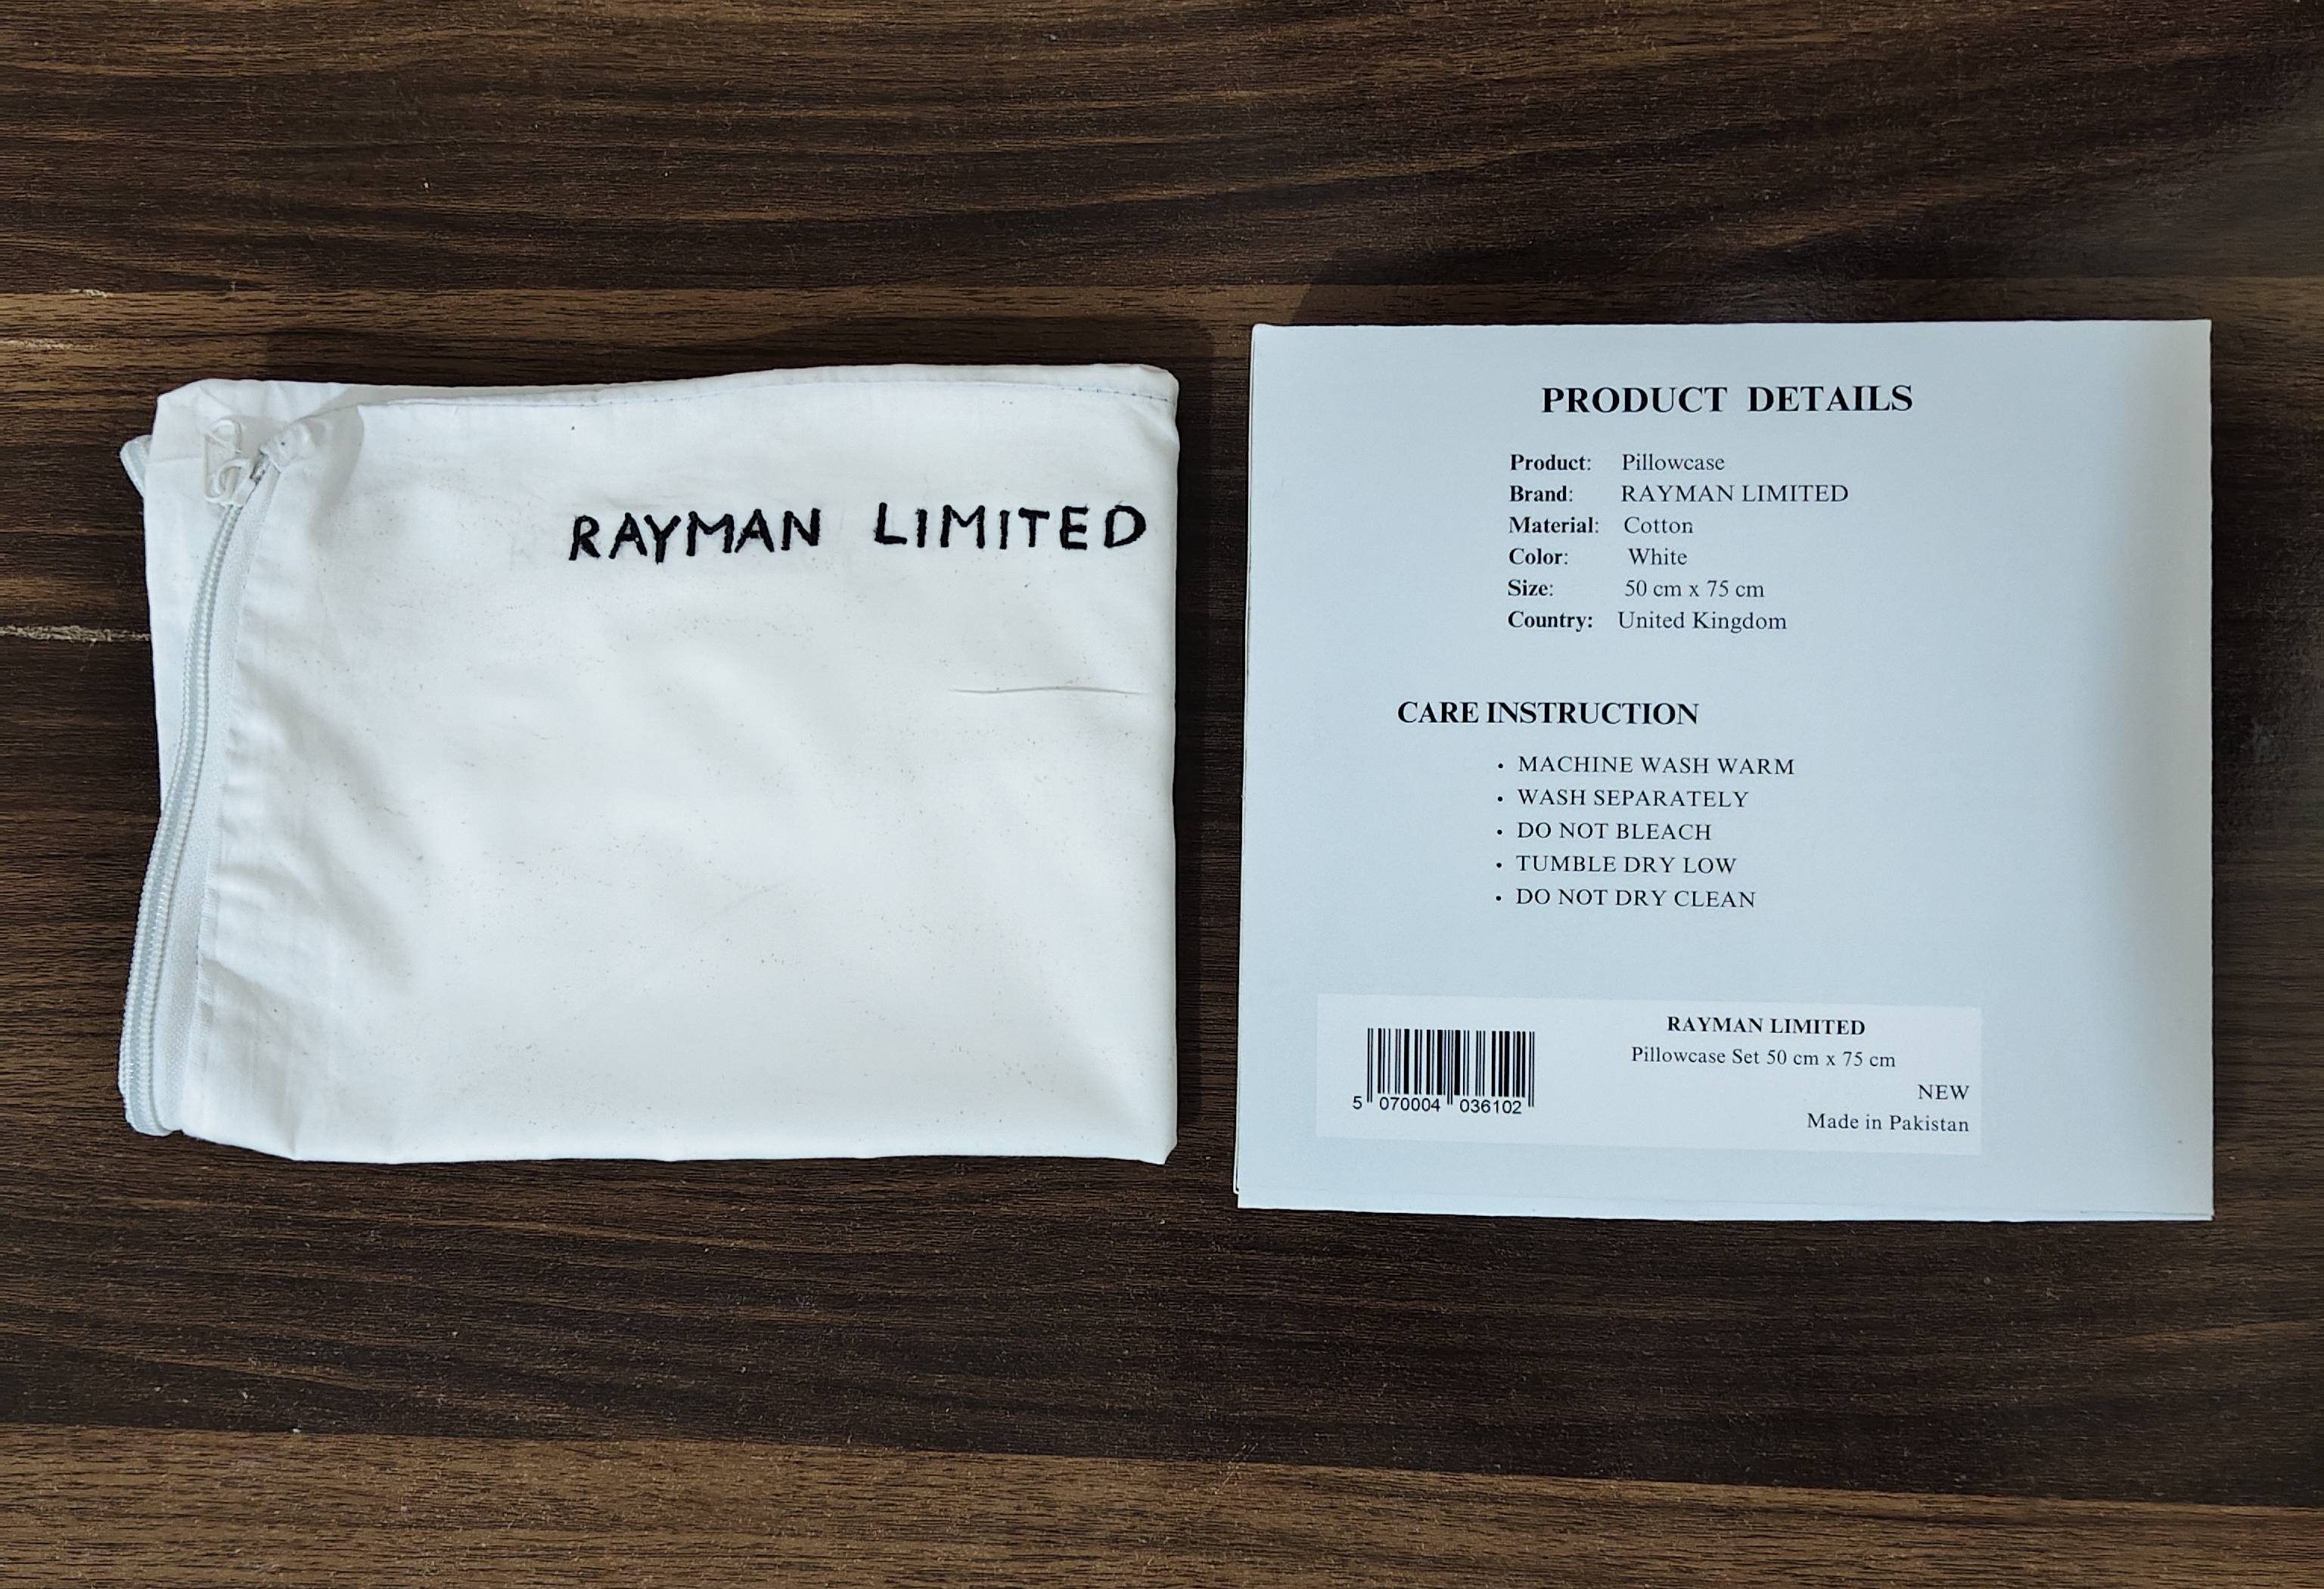 RAYMAN LIMITED
PRODUCT DETAILS
Product: Pillowcase
Brand: RAYMAN LIMITED
Material: Cotton
Color: White
Size: 50 cm x 75 cm
Country: United Kingdom
CARE INSTRUCTION
• MACHINE WASH WARM
• WASH SEPARATELY
• DO NOT BLEACH
• TUMBLE DRY LOW
• DO NOT DRY CLEAN
RAYMAN LIMITED
Pillowcase Set 50 cm x 75 cm
NEW
Made in Pakistan
5 070004 036102